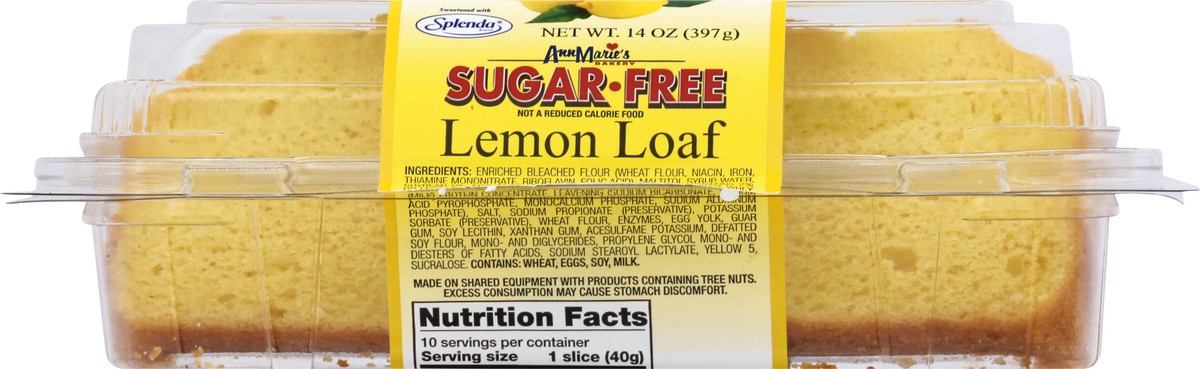 Sweetened with
Splenda
NET WT. 14 OZ (397g)
AnnMarie's
BAKERY
SUGAR•FREE
NOT A REDUCED CALORIE FOOD
Lemon Loaf
INGREDIENTS: ENRICHED BLEACHED FLOUR (WHEAT FLOUR, NIACIN, IRON,
THIAMINE MONONITRATE, RIBOFLAVIN, FOLIC ACID), MALTITOL SYRUP, WATER,
PROTEIN CONCENTRATE, LEAVENING (SODIUM BICARBONATE,
ACID PYROPHOSPHATE, MONOCALCIUM PHOSPHATE, SODIUM ALUMINUM
PHOSPHATE), SALT, SODIUM PROPIONATE (PRESERVATIVE), POTASSIUM
SORBATE (PRESERVATIVE), WHEAT FLOUR, ENZYMES, EGG YOLK, GUAR
GUM, SOY LECITHIN, XANTHAN GUM, ACESULFAME POTASSIUM, DEFATTED
SOY FLOUR, MONO- AND DIGLYCERIDES, PROPYLENE GLYCOL MONO- AND
DIESTERS OF FATTY ACIDS, SODIUM STEAROYL LACTYLATE, YELLOW 5,
SUCRALOSE. CONTAINS: WHEAT, EGGS, SOY, MILK.
MADE ON SHARED EQUIPMENT WITH PRODUCTS CONTAINING TREE NUTS.
EXCESS CONSUMPTION MAY CAUSE STOMACH DISCOMFORT.
Nutrition Facts
10 servings per container
Serving size 1 slice (40g)